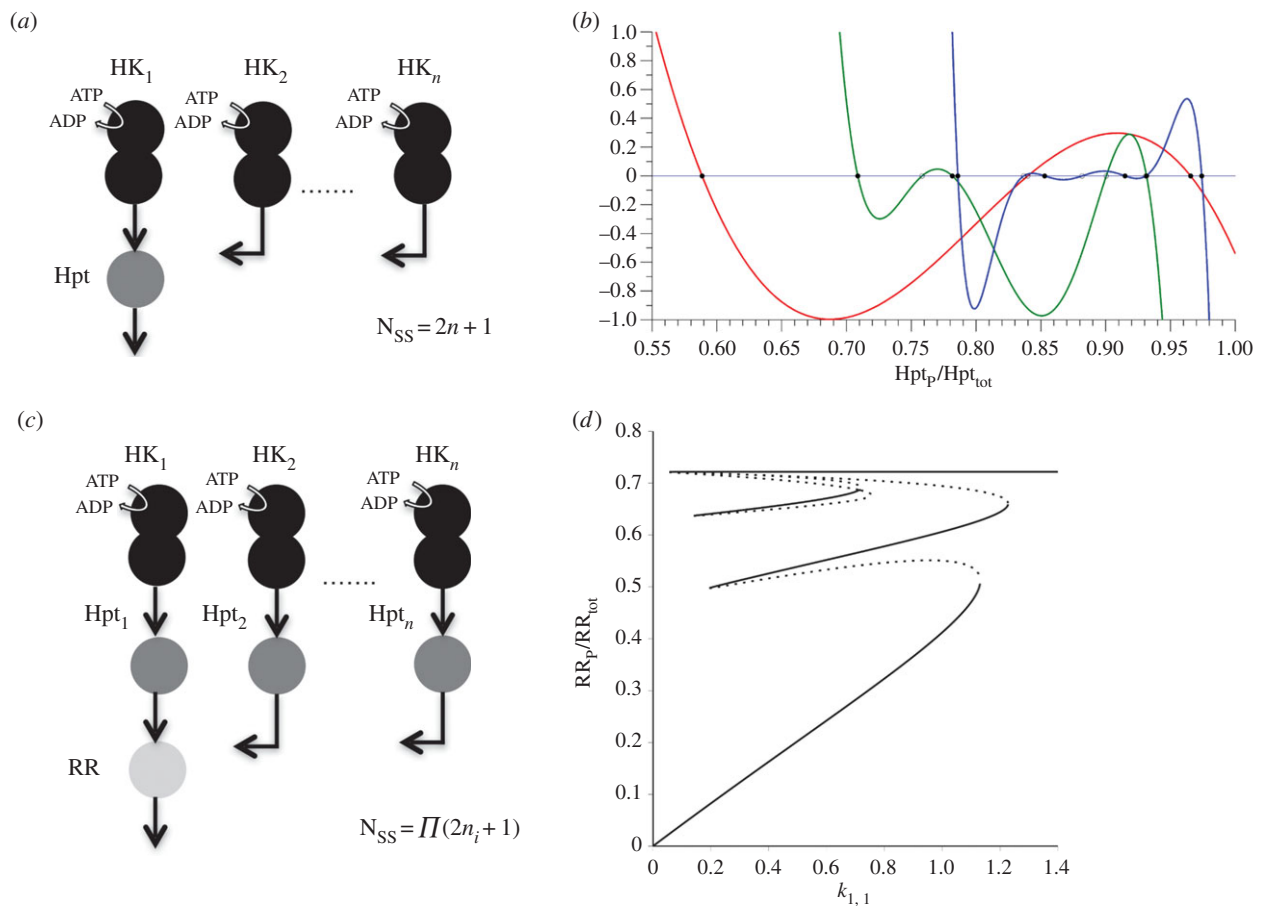 (a)
HK1 HK2 HKn
ATP ADP ATP ADP ATP ADP
.......
Hpt
NSS = 2n + 1
(b)
1.0
0.8
0.6
0.4
0.2
0
–0.2
–0.4
–0.6
–0.8
–1.0
0.55 0.60 0.70 0.75 0.80 0.85 0.90 0.95 1.00
HptP/Hpttot
(c)
HK1 HK2 HKn
ATP ADP ATP ADP ATP ADP
.......
Hpt1 Hpt2 Hptn
RR
NSS = Π(2ni + 1)
(d)
0.8
0.7
0.6
0.5
0.4
0.3
0.2
0.1
0
RRP/RRtot
0 0.2 0.4 0.6 0.8 1.0 1.2 1.4
k1, 1